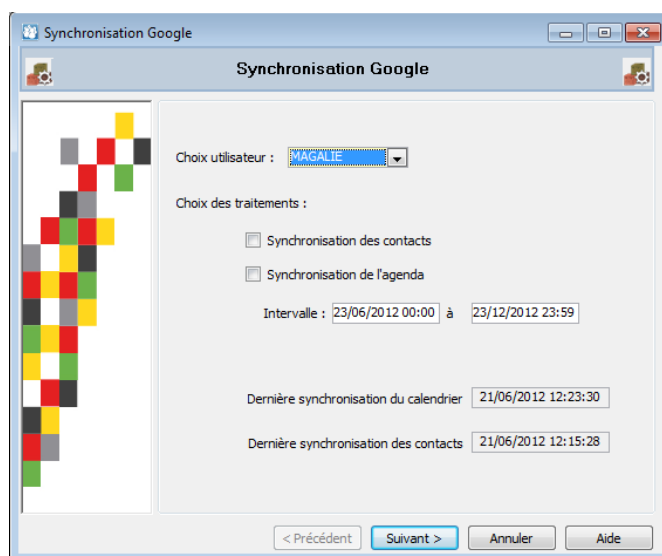 Synchronisation Google
Synchronisation Google
Choix utilisateur : MAGALIE
Choix des traitements :
Synchronisation des contacts
Synchronisation de l'agenda
Intervalle : 23/06/2012 00:00 à 23/12/2012 23:59
Dernière synchronisation du calendrier 21/06/2012 12:23:30
Dernière synchronisation des contacts 21/06/2012 12:15:28
< Précédent Suivant > Annuler Aide